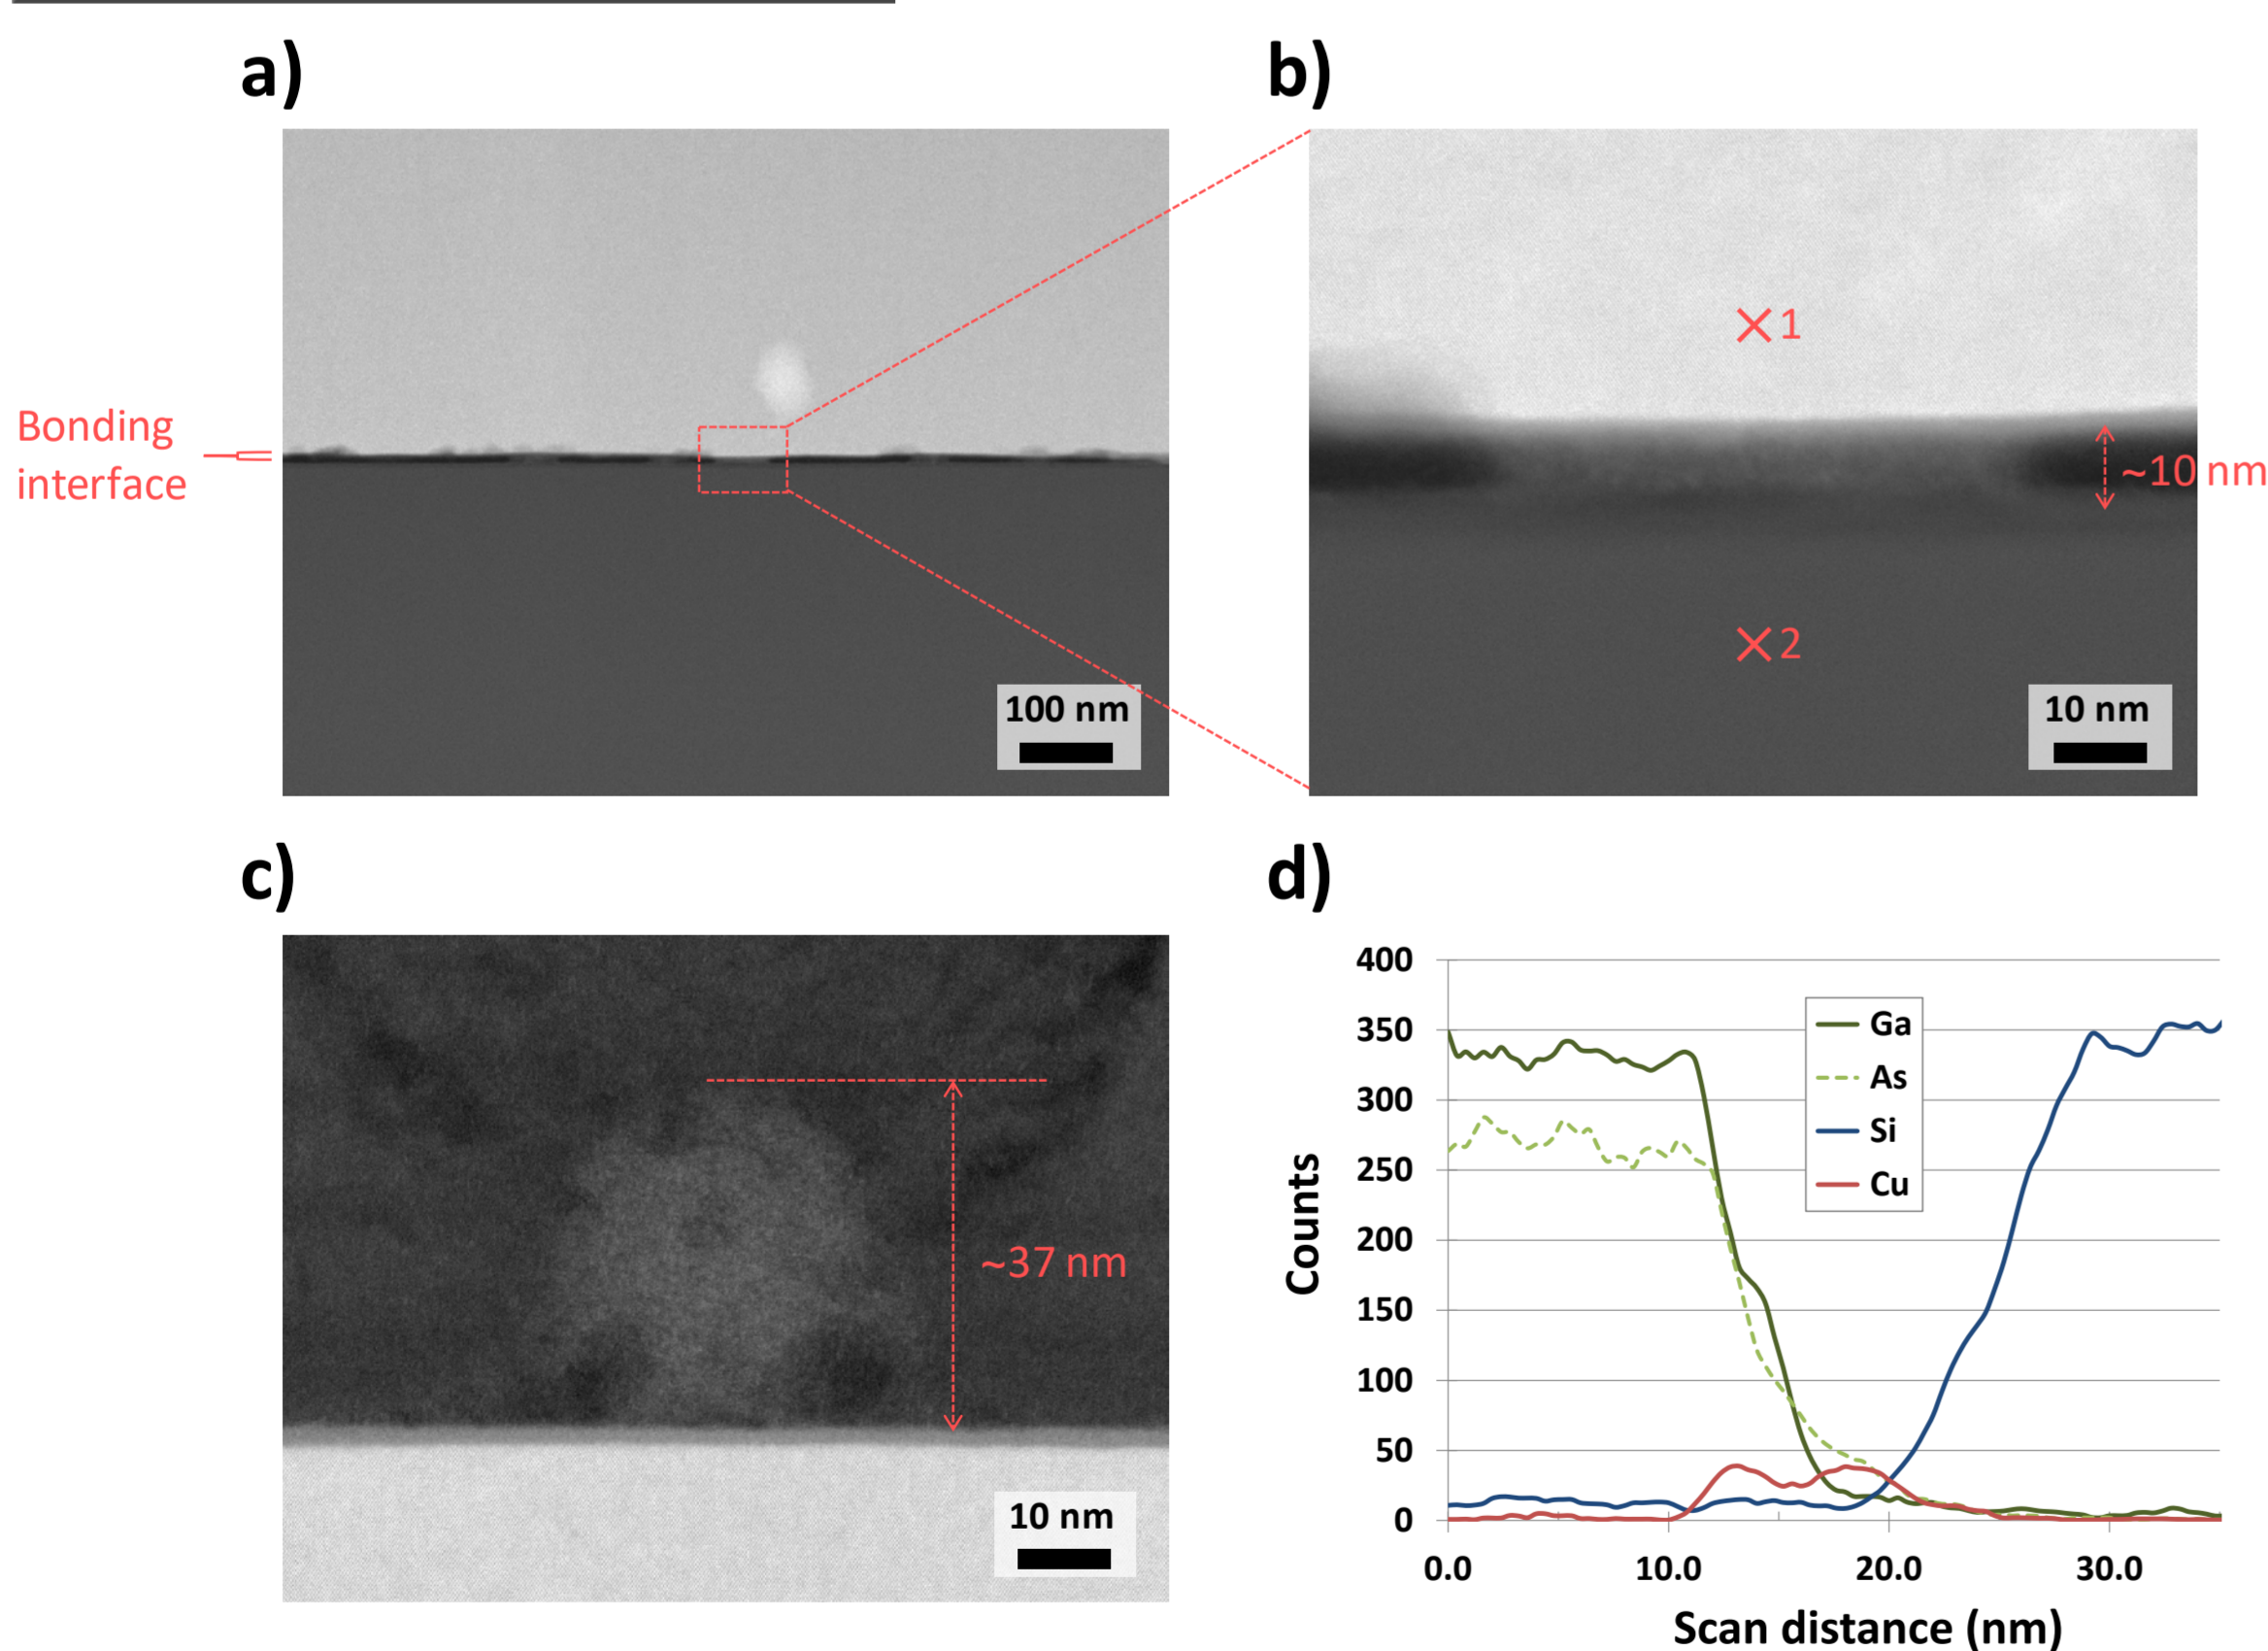 a)
b)
Bonding
interface
100 nm
×1
~10 nm
×2
10 nm
c)
~37 nm
10 nm
d)
400
350
300
250
200
150
100
50
0
Counts
Ga
As
Si
Cu
0.0 10.0 20.0 30.0
Scan distance (nm)